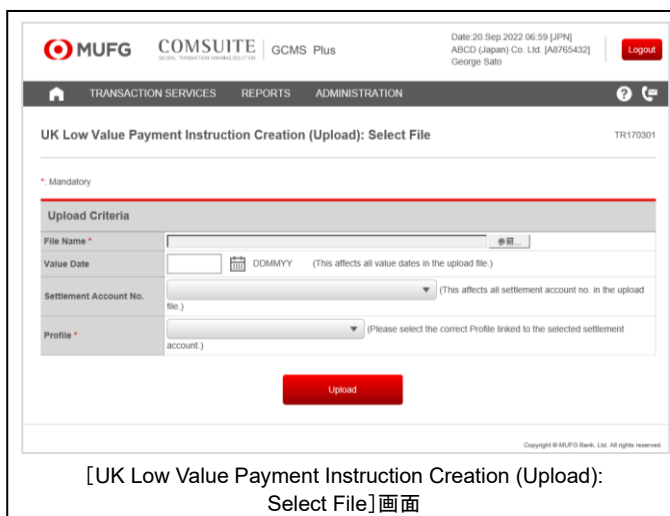 MUFG COMSUITE GCMS Plus
GLOBAL TRANSACTION BANKING SOLUTION
Date:20.Sep.2022 06:59 [JPN]
ABCD (Japan) Co. Ltd. [A8765432]
George Sato
Logout
TRANSACTION SERVICES REPORTS ADMINISTRATION
UK Low Value Payment Instruction Creation (Upload): Select File TR170301
*: Mandatory
Upload Criteria
File Name * 参照...
Value Date DDMMYY (This affects all value dates in the upload file.)
Settlement Account No. (This affects all settlement account no. in the upload
file.)
Profile * (Please select the correct Profile linked to the selected settlement
account.)
Upload
Copyright © MUFG Bank, Ltd. All rights reserved.
[UK Low Value Payment Instruction Creation (Upload):
Select File]画面